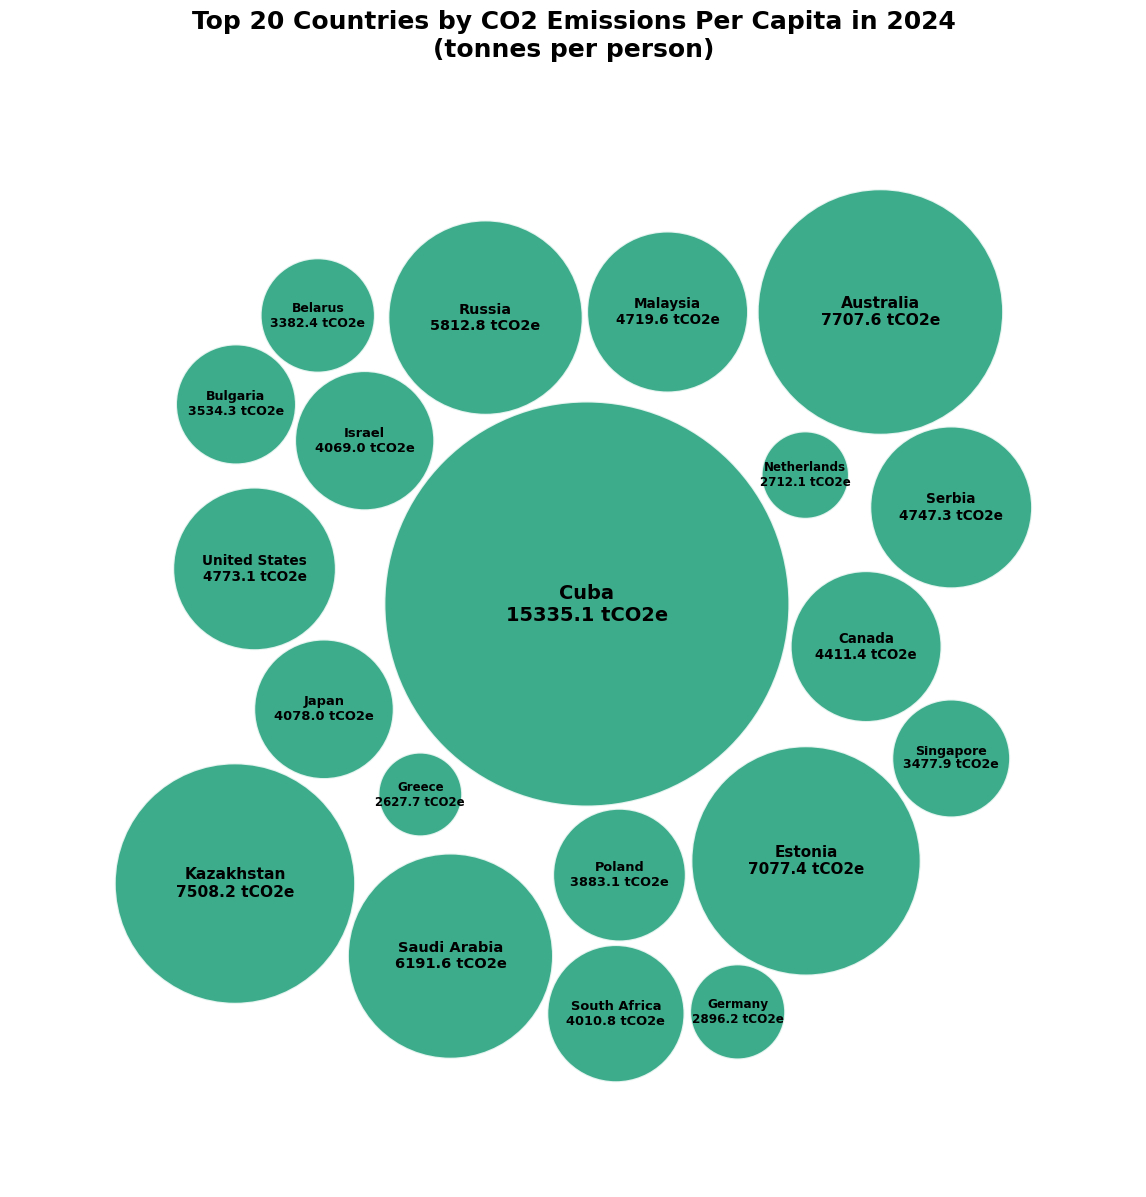 Top 20 Countries by CO2 Emissions Per Capita in 2024
(tonnes per person)
Australia
7707.6 tCO2e
Malaysia
4719.6 tCO2e
Russia
5812.8 tCO2e
Belarus
3382.4 tCO2e
Bulgaria
3534.3 tCO2e
Israel
4069.0 tCO2e
Netherlands
2712.1 tCO2e
Serbia
4747.3 tCO2e
United States
4773.1 tCO2e
Cuba
15335.1 tCO2e
Canada
4411.4 tCO2e
Japan
4078.0 tCO2e
Singapore
3477.9 tCO2e
Greece
2627.7 tCO2e
Estonia
7077.4 tCO2e
Poland
3883.1 tCO2e
Kazakhstan
7508.2 tCO2e
Saudi Arabia
6191.6 tCO2e
South Africa
4010.8 tCO2e
Germany
2896.2 tCO2e